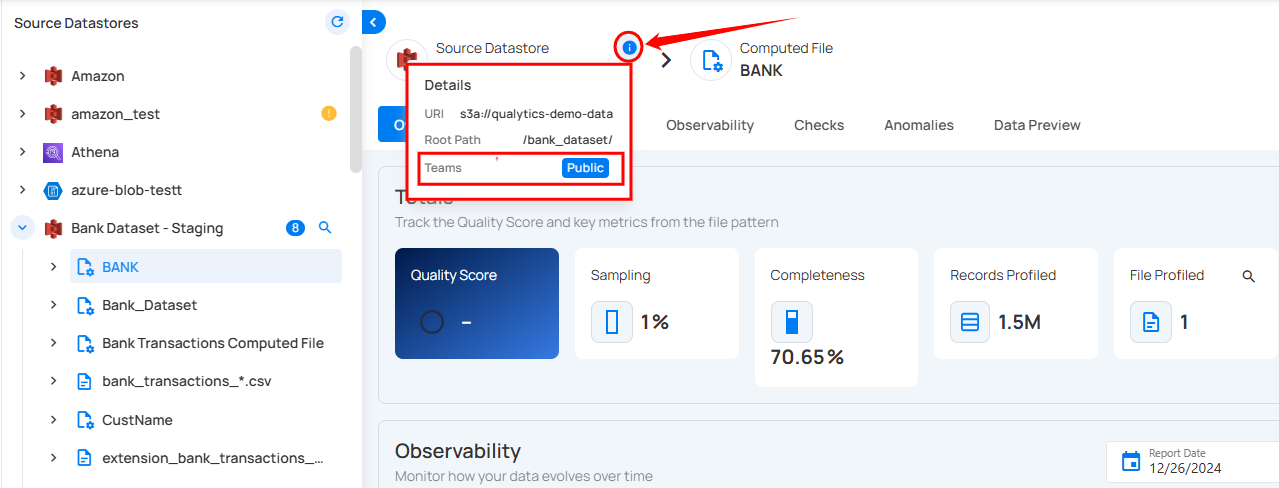 Source Datastores
Amazon
amazon_test
Athena
azure-blob-testt
Bank Dataset - Staging 8
BANK
Bank_Dataset
Bank Transactions Computed File
bank_transactions_*.csv
CustName
extension_bank_transactions_...
Source Datastore
Computed File
BANK
Details
URI s3a://qualytics-demo-data
Root Path /bank_dataset/
Teams Public
Observability Checks Anomalies Data Preview
Totals
Track the Quality Score and key metrics from the file pattern
Quality Score
–
Sampling
1%
Completeness
70.65%
Records Profiled
1.5M
File Profiled
1
Observability
Monitor how your data evolves over time
Report Date
12/26/2024